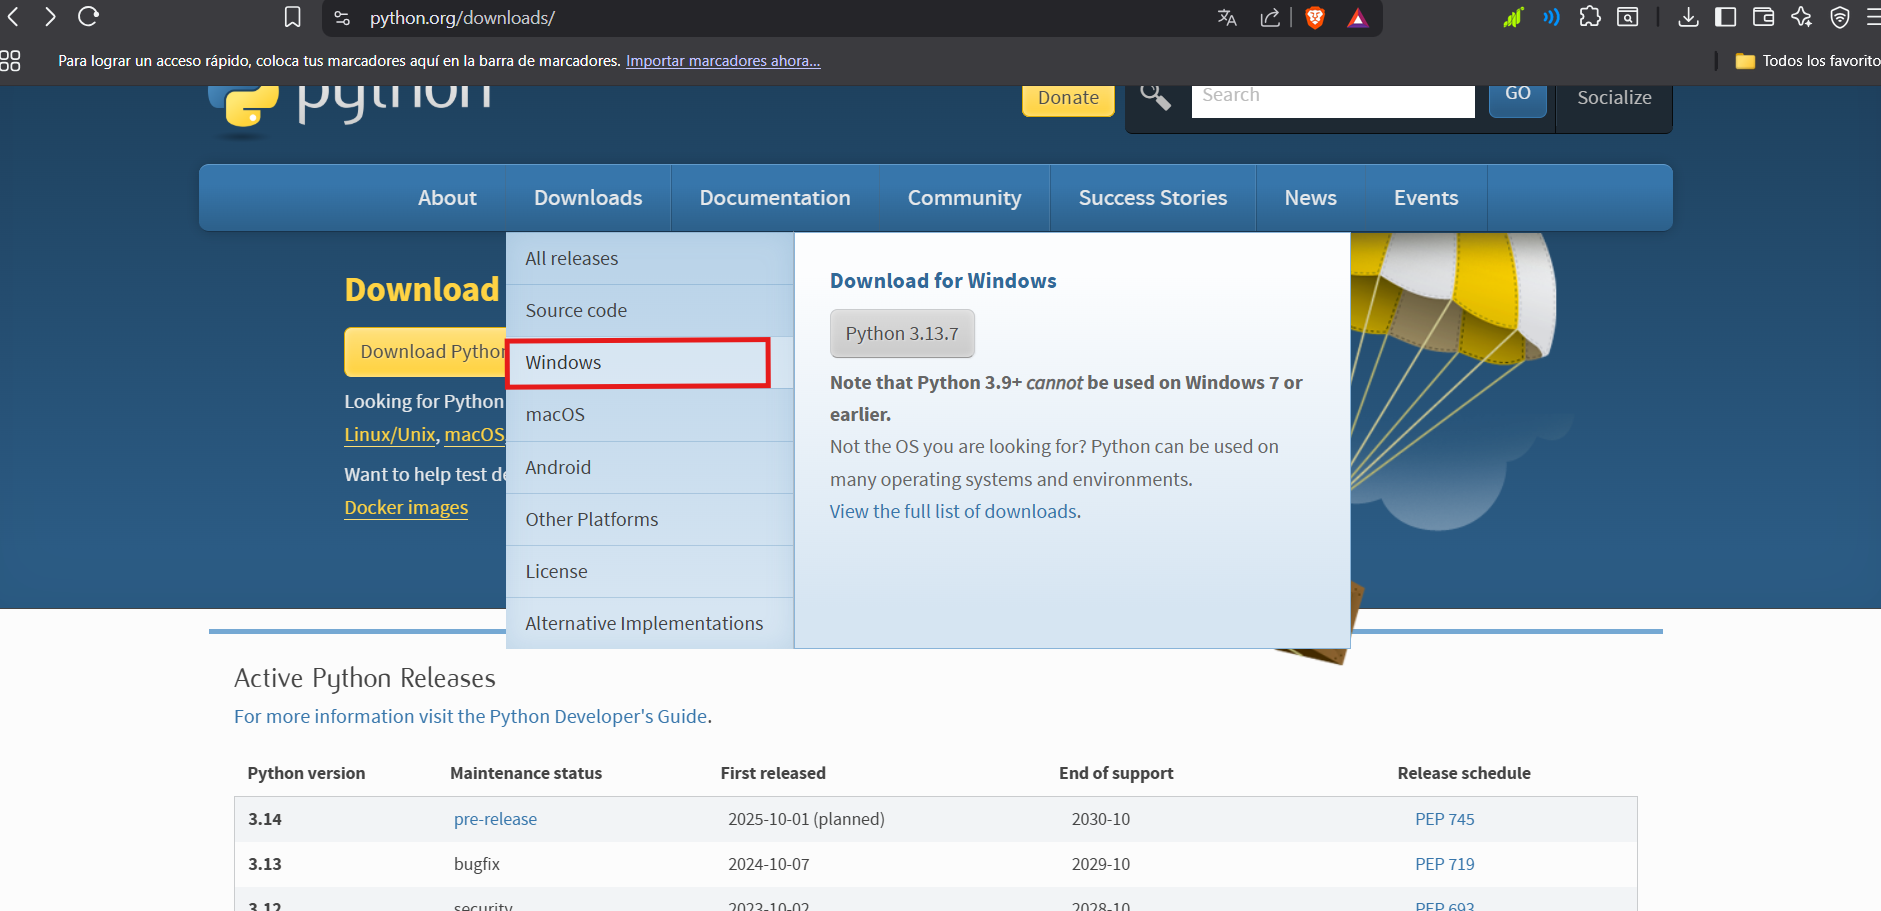 python.org/downloads/
Para lograr un acceso rápido, coloca tus marcadores aquí en la barra de marcadores. Importar marcadores ahora...
Todos los favorito
python
Donate
Search
GO
Socialize
About
Downloads
Documentation
Community
Success Stories
News
Events
All releases
Source code
Windows
macOS
Android
Other Platforms
License
Alternative Implementations
Download for Windows
Python 3.13.7
Note that Python 3.9+ cannot be used on Windows 7 or
earlier.
Not the OS you are looking for? Python can be used on
many operating systems and environments.
View the full list of downloads.
Download
Download Python
Looking for Python
Linux/Unix, macOS,
Want to help test de
Docker images
Active Python Releases
For more information visit the Python Developer's Guide.
Python version Maintenance status First released End of support Release schedule
3.14 pre-release 2025-10-01 (planned) 2030-10 PEP 745
3.13 bugfix 2024-10-07 2029-10 PEP 719
3.12 security 2023-10-02 2028-10 PEP 693